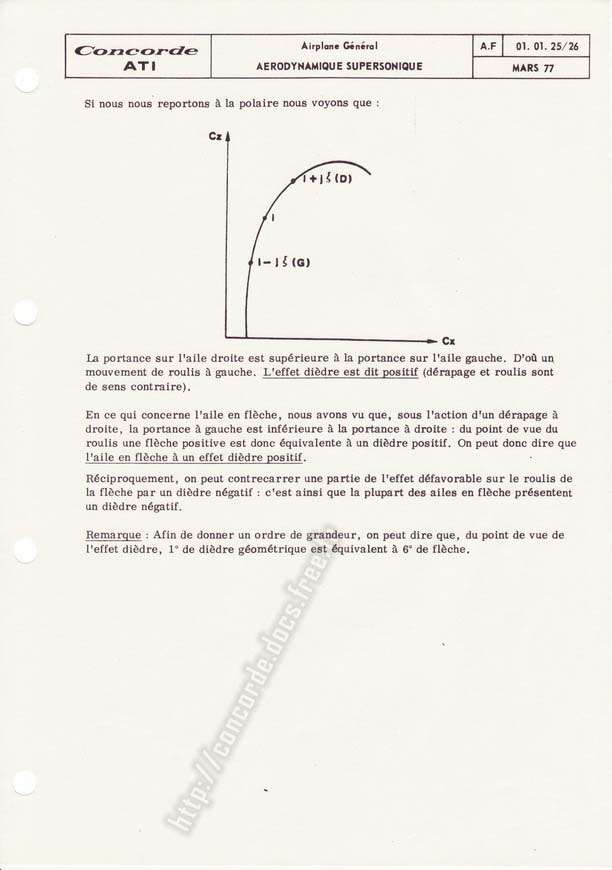 Concorde
ATI
Airplane Général
AERODYNAMIQUE SUPERSONIQUE
A.F
01. 01. 25/26
MARS 77
Si nous nous reportons à la polaire nous voyons que :
Cz
i + j ξ (D)
i
i - j ξ (G)
Cx
La portance sur l'aile droite est supérieure à la portance sur l'aile gauche. D'où un
mouvement de roulis à gauche. L'effet dièdre est dit positif (dérapage et roulis sont
de sens contraire).
En ce qui concerne l'aile en flèche, nous avons vu que, sous l'action d'un dérapage à
droite, la portance à gauche est inférieure à la portance à droite : du point de vue du
roulis une flèche positive est donc équivalente à un dièdre positif. On peut donc dire que
l'aile en flèche à un effet dièdre positif.
Réciproquement, on peut contrecarrer une partie de l'effet défavorable sur le roulis de
la flèche par un dièdre négatif : c'est ainsi que la plupart des ailes en flèche présentent
un dièdre négatif.
Remarque : Afin de donner un ordre de grandeur, on peut dire que, du point de vue de
l'effet dièdre, 1° de dièdre géométrique est équivalent à 6° de flèche.
http://concorde.docs.free.fr